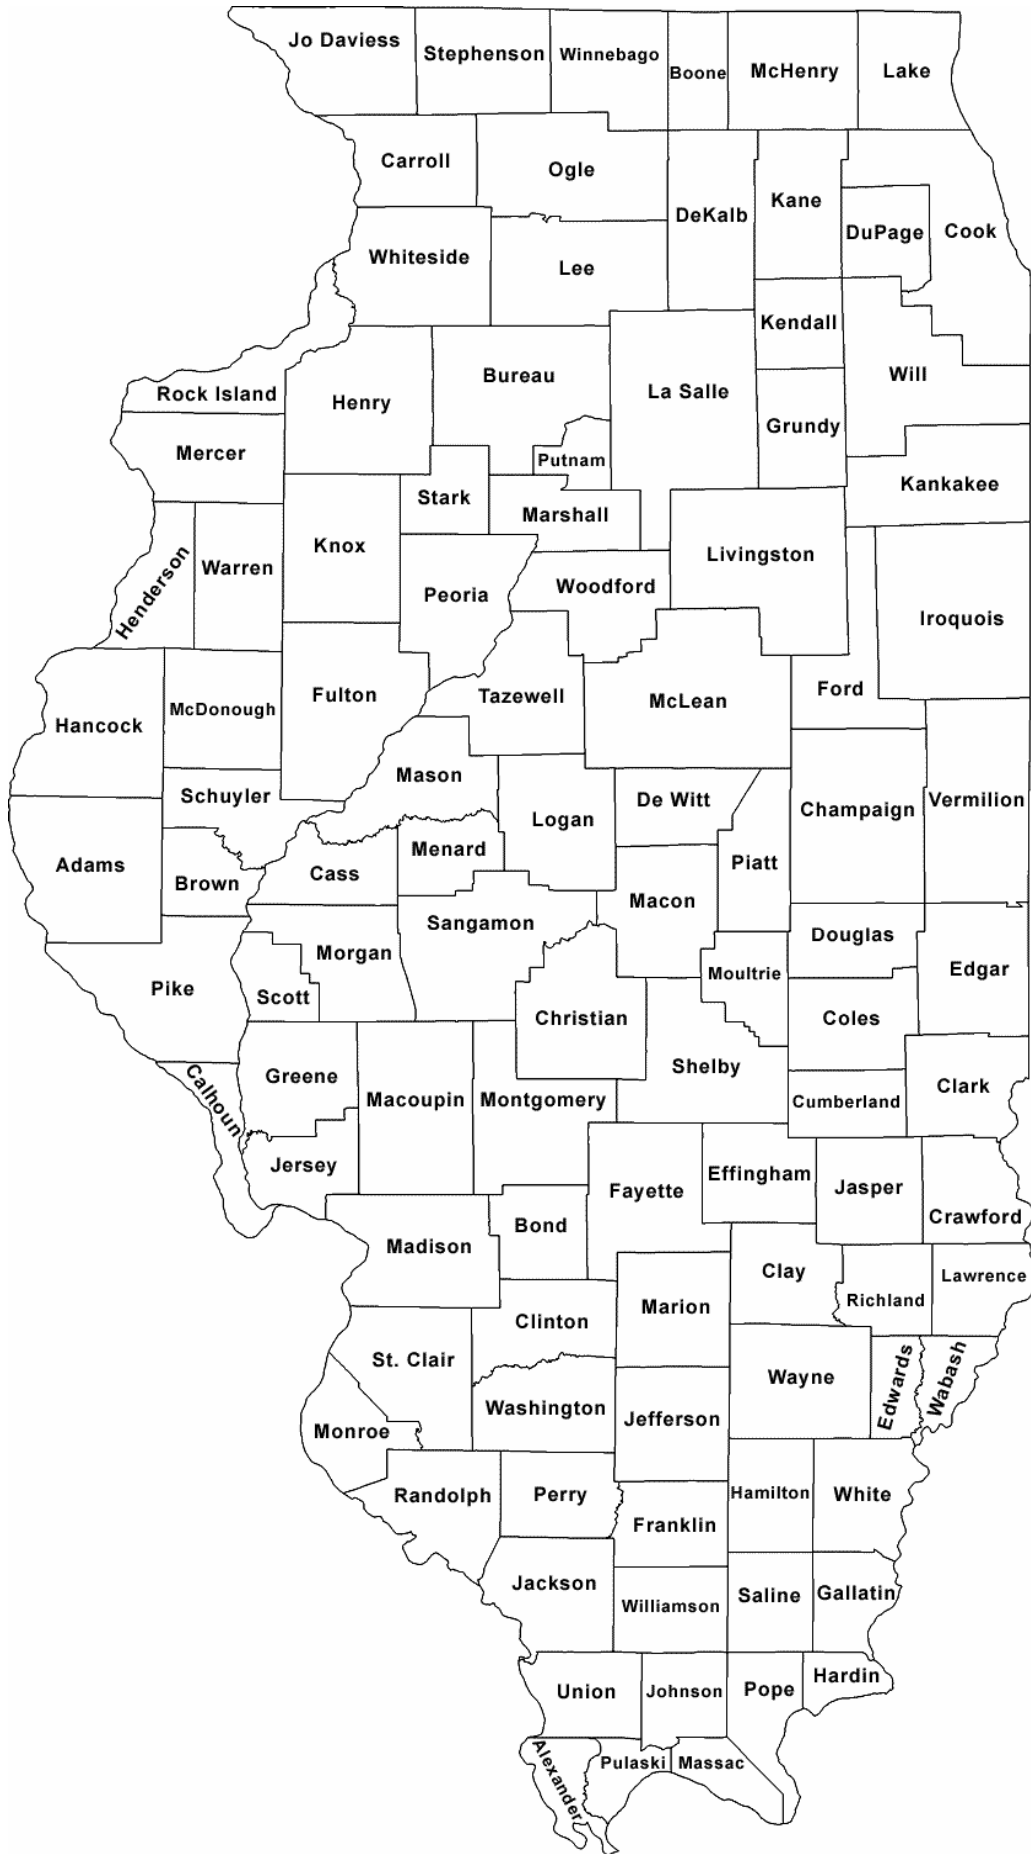 Jo Daviess
Stephenson
Winnebago
Boone
McHenry
Lake
Carroll
Ogle
DeKalb
Kane
DuPage
Cook
Whiteside
Lee
Kendall
Rock Island
Henry
Bureau
La Salle
Will
Grundy
Mercer
Putnam
Kankakee
Stark
Marshall
Knox
Livingston
Henderson
Warren
Peoria
Woodford
Iroquois
Hancock
McDonough
Fulton
Tazewell
McLean
Ford
Schuyler
Mason
Logan
De Witt
Champaign
Vermilion
Adams
Brown
Cass
Menard
Piatt
Macon
Sangamon
Douglas
Pike
Scott
Morgan
Christian
Moultrie
Coles
Edgar
Calhoun
Greene
Macoupin
Montgomery
Shelby
Cumberland
Clark
Jersey
Fayette
Effingham
Jasper
Crawford
Madison
Bond
Clay
Richland
Lawrence
Clinton
Marion
St. Clair
Wayne
Edwards
Wabash
Monroe
Washington
Jefferson
Randolph
Perry
Hamilton
White
Franklin
Jackson
Williamson
Saline
Gallatin
Union
Johnson
Pope
Hardin
Alexander
Pulaski
Massac